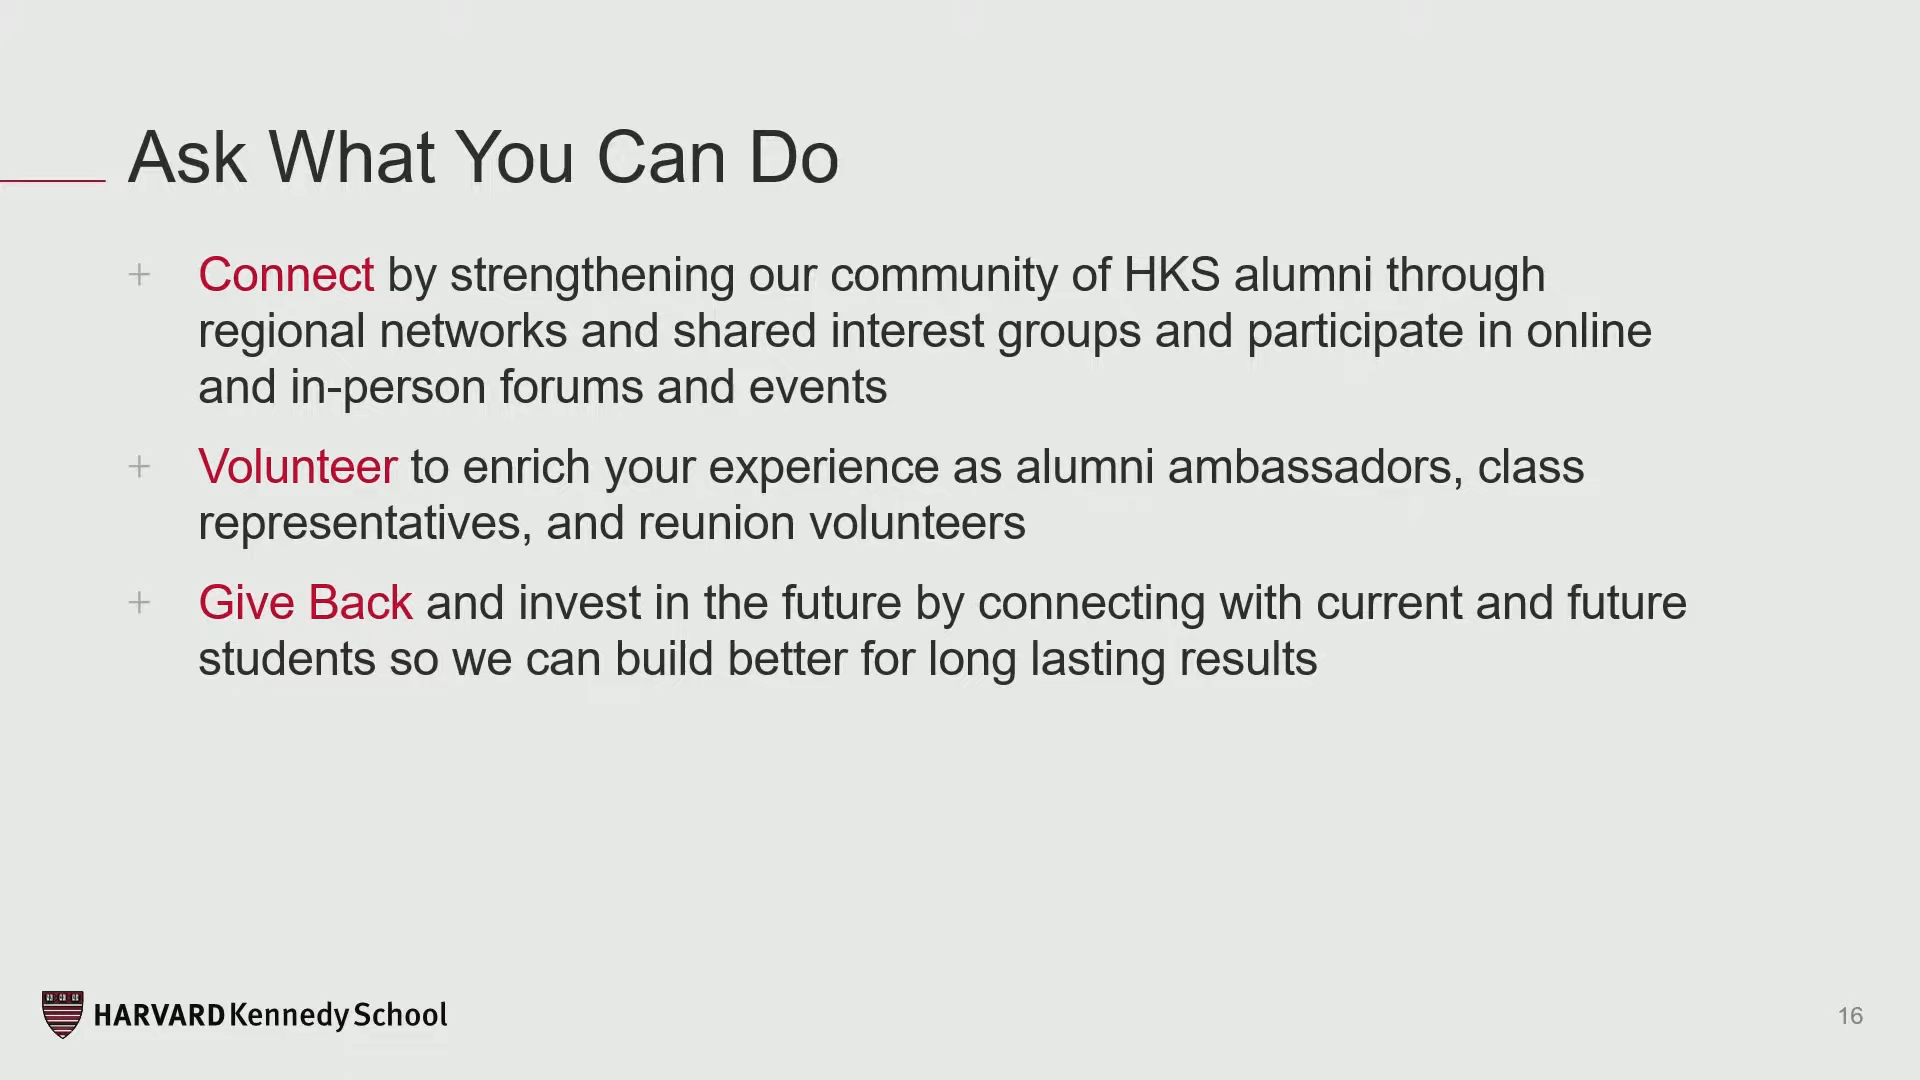 Ask What You Can Do
+ Connect by strengthening our community of HKS alumni through
regional networks and shared interest groups and participate in online
and in-person forums and events
+ Volunteer to enrich your experience as alumni ambassadors, class
representatives, and reunion volunteers
+ Give Back and invest in the future by connecting with current and future
students so we can build better for long lasting results
HARVARD Kennedy School
16